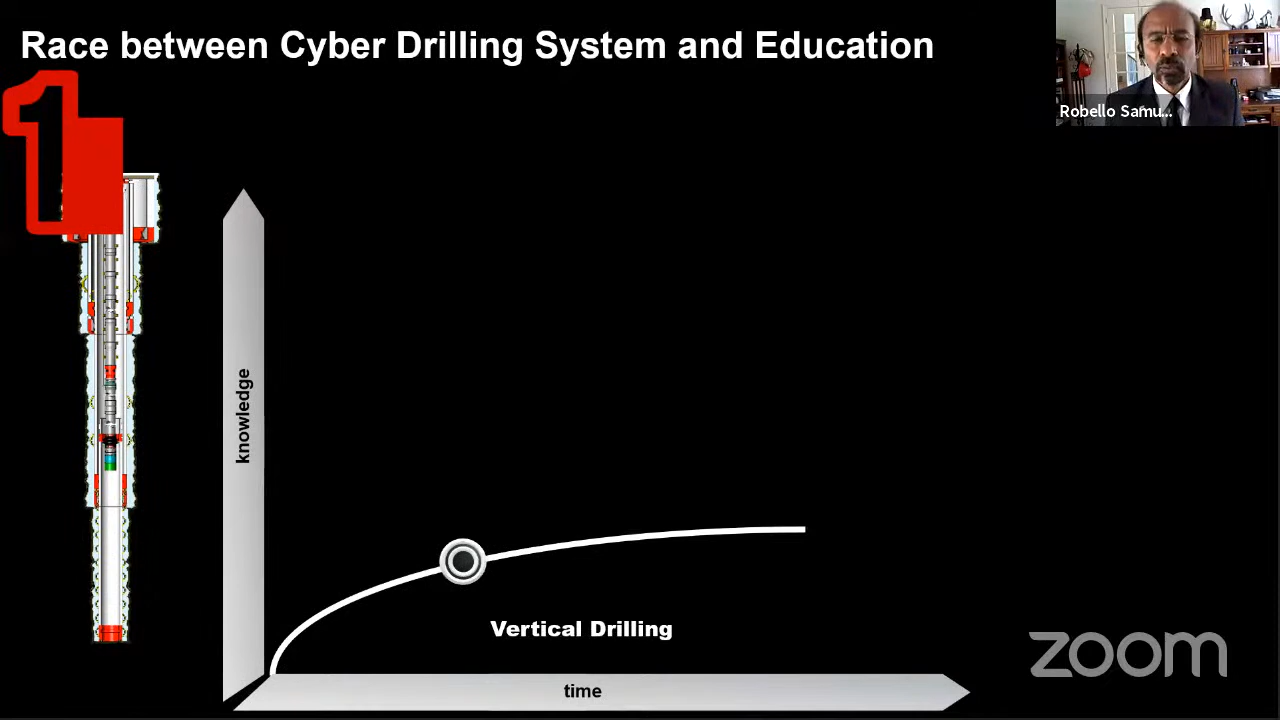 Race between Cyber Drilling System and Education
Robello Samu...
1
knowledge
Vertical Drilling
time
zoom